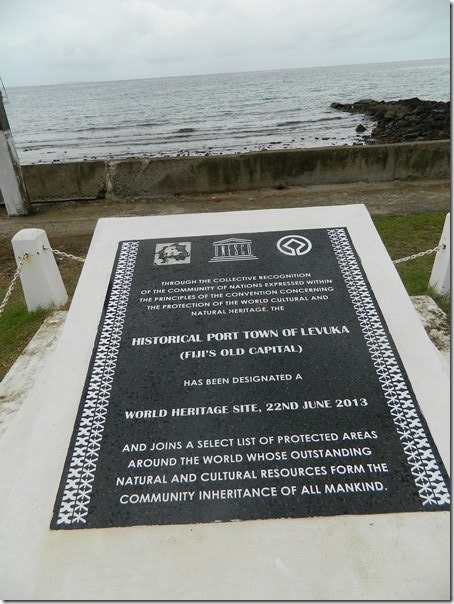 UNESCO
THROUGH THE COLLECTIVE RECOGNITION
OF THE COMMUNITY OF NATIONS EXPRESSED WITHIN
THE PRINCIPLES OF THE CONVENTION CONCERNING
THE PROTECTION OF THE WORLD CULTURAL AND
NATURAL HERITAGE, THE
HISTORICAL PORT TOWN OF LEVUKA
(FIJI'S OLD CAPITAL)
HAS BEEN DESIGNATED A
WORLD HERITAGE SITE, 22ND JUNE 2013
AND JOINS A SELECT LIST OF PROTECTED AREAS
AROUND THE WORLD WHOSE OUTSTANDING
NATURAL AND CULTURAL RESOURCES FORM THE
COMMUNITY INHERITANCE OF ALL MANKIND.